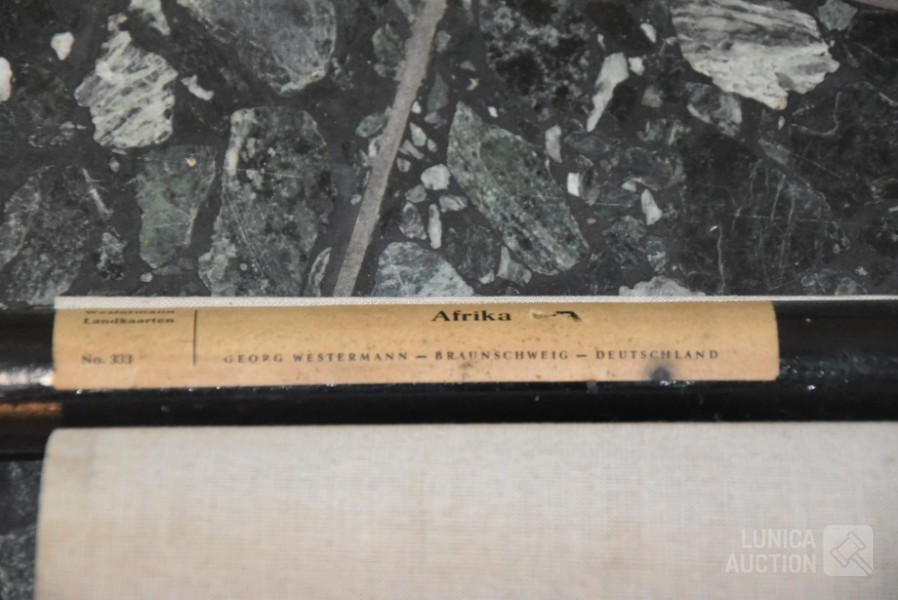 Westermann
Landkaarten
Afrika
No. 333
GEORG WESTERMANN — BRAUNSCHWEIG — DEUTSCHLAND
LUNICA
AUCTION